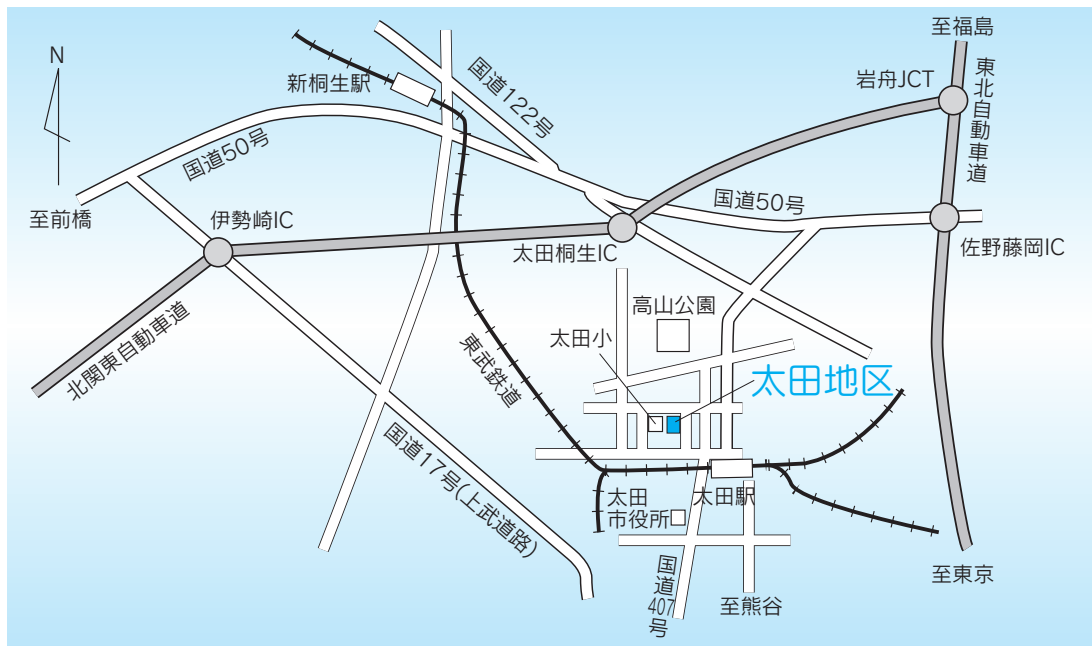 至福島
N
岩舟JCT
東北自動車道
新桐生駅
国道122号
国道50号
国道50号
至前橋
伊勢崎IC
太田桐生IC
佐野藤岡IC
高山公園
太田小
北関東自動車道
東武鉄道
太田地区
国道17号(上武道路)
太田
市役所
太田駅
国道407号
至熊谷
至東京